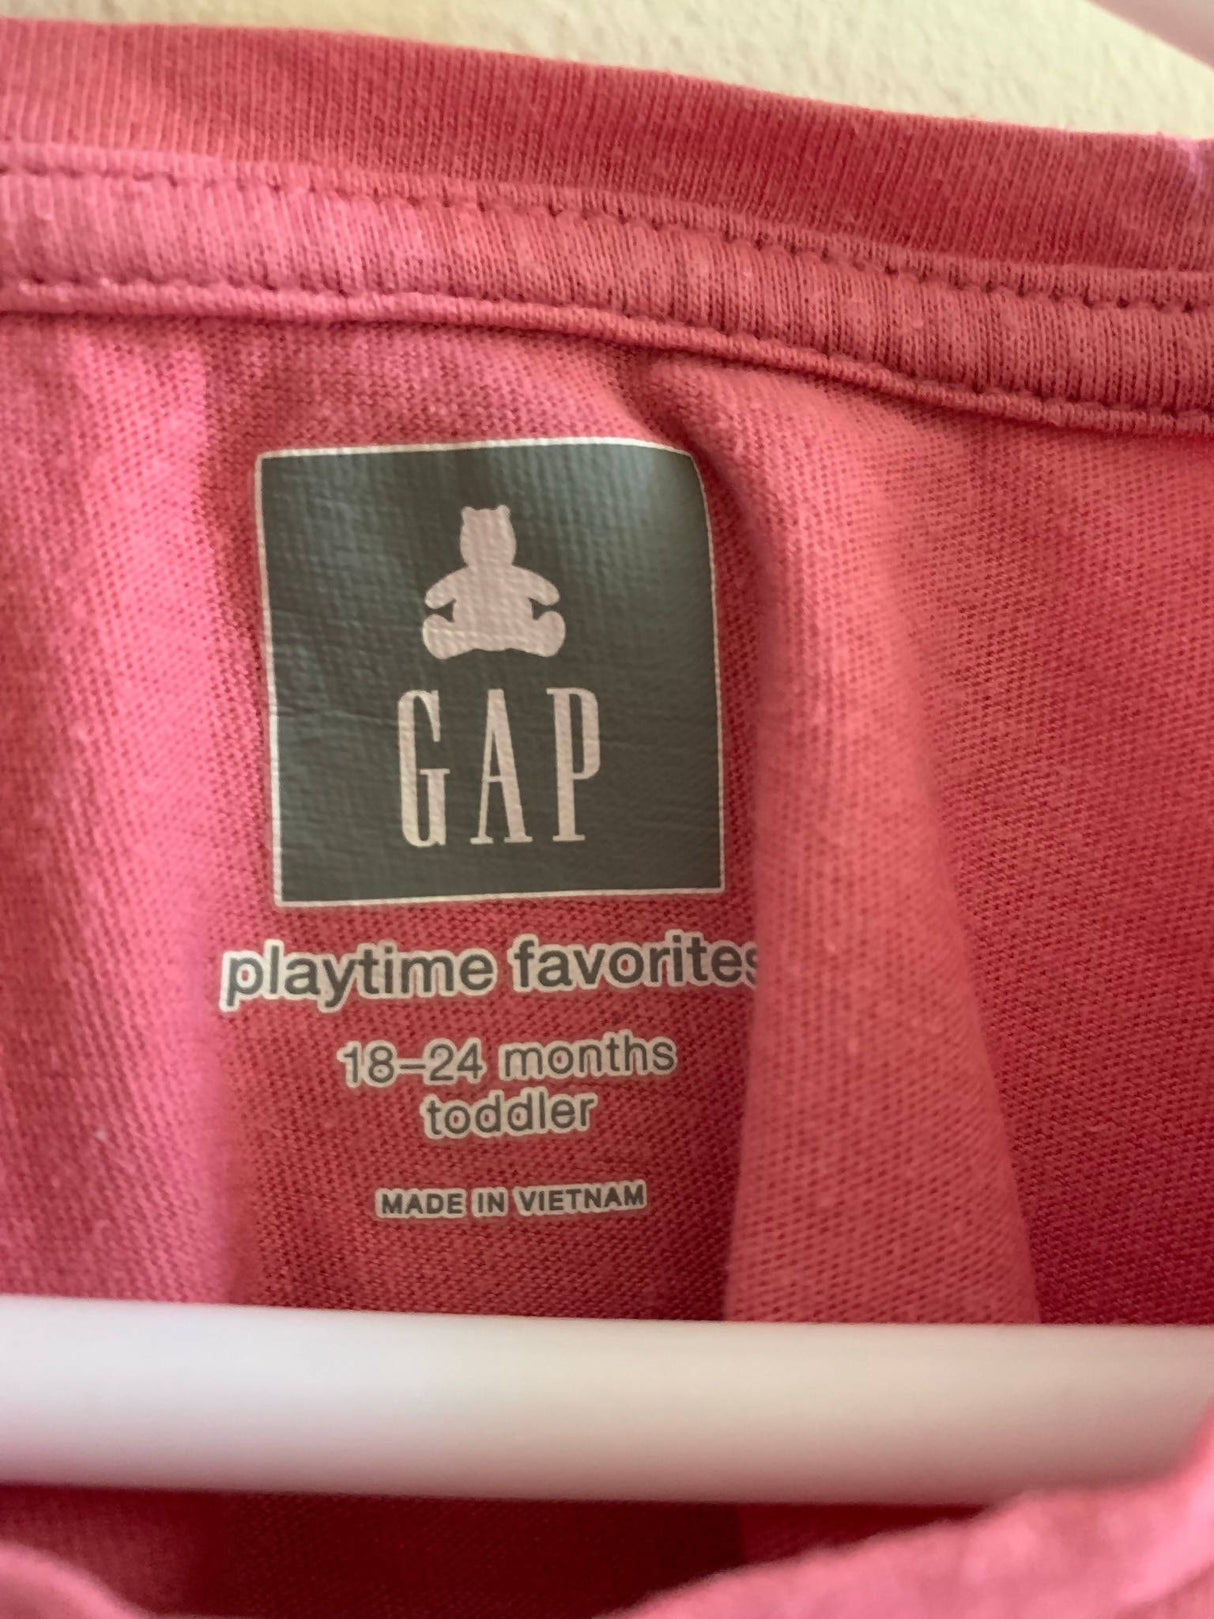 GAP
playtime favorites
18–24 months
toddler
MADE IN VIETNAM